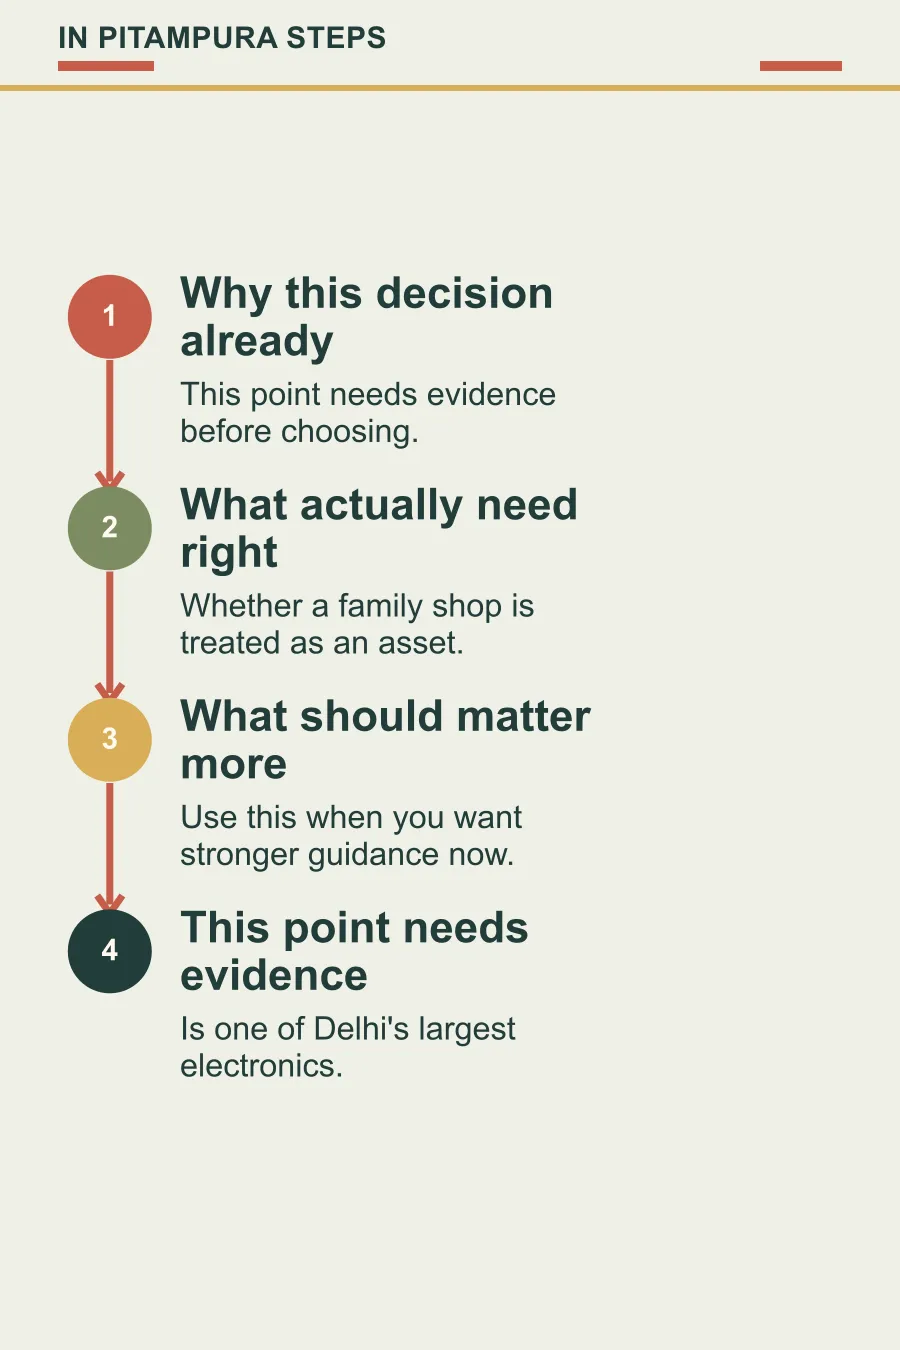 IN PITAMPURA STEPS
1
Why this decision
already
This point needs evidence
before choosing.
2
What actually need
right
Whether a family shop is
treated as an asset.
3
What should matter
more
Use this when you want
stronger guidance now.
4
This point needs
evidence
Is one of Delhi's largest
electronics.